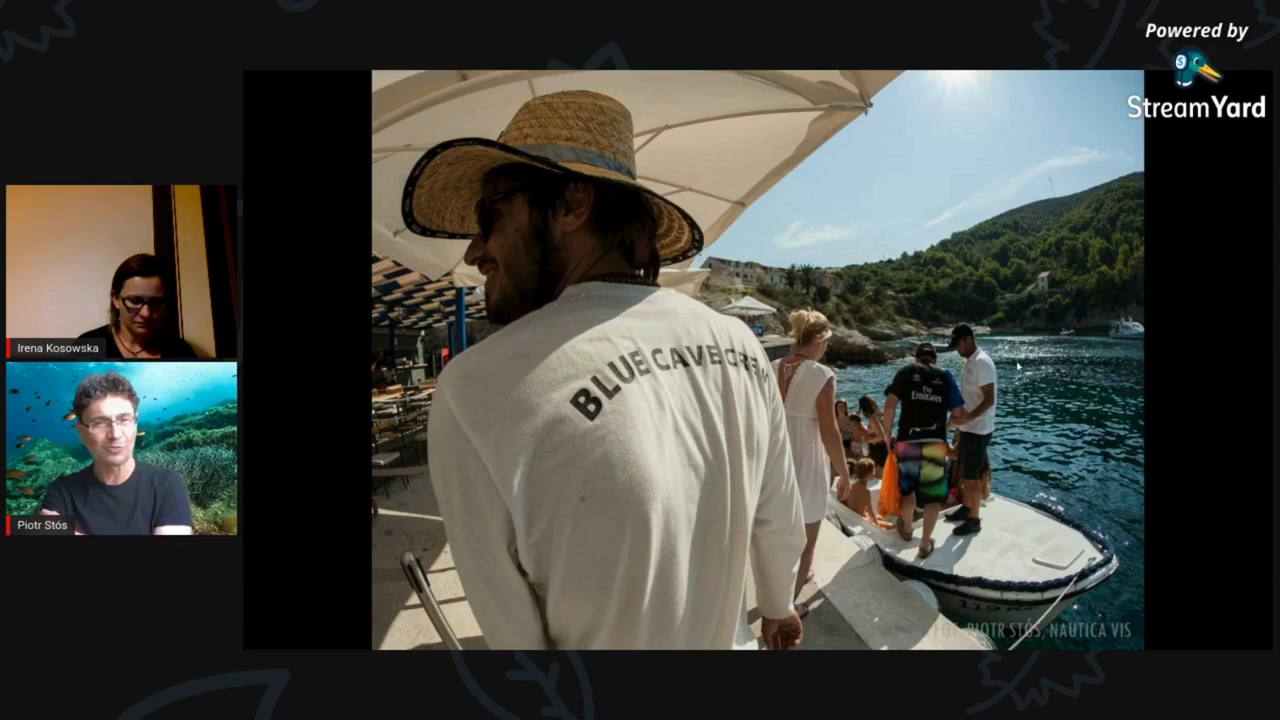 Powered by
StreamYard
BLUE CAVE CREW
Fly
Emirates
Irena Kosowska
Piotr Stós
FOT. PIOTR STÓS, NAUTICA VIS